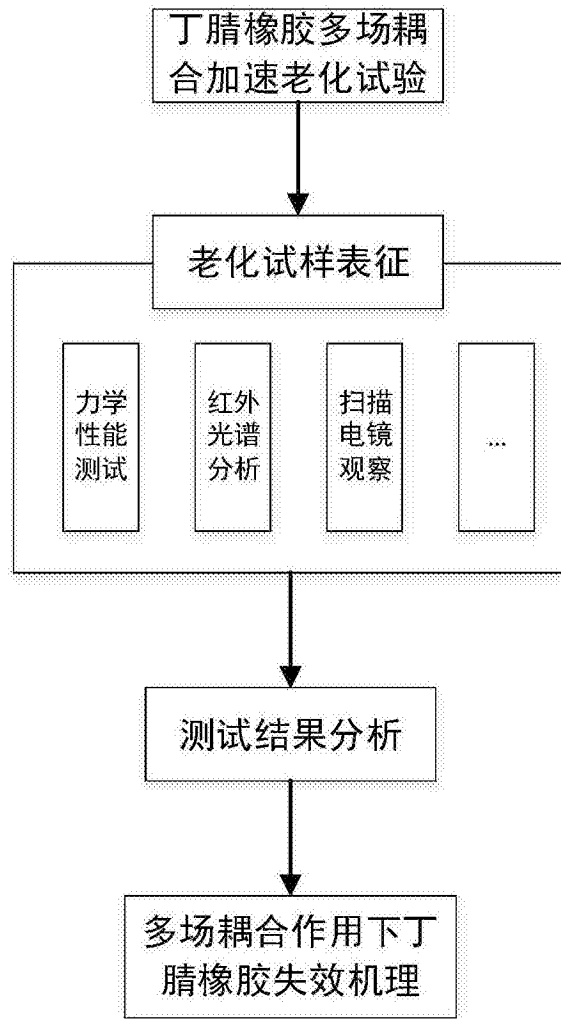 丁腈橡胶多场耦
合加速老化试验
老化试样表征
力学
性能
测试
红外
光谱
分析
扫描
电镜
观察
...
测试结果分析
多场耦合作用下丁
腈橡胶失效机理